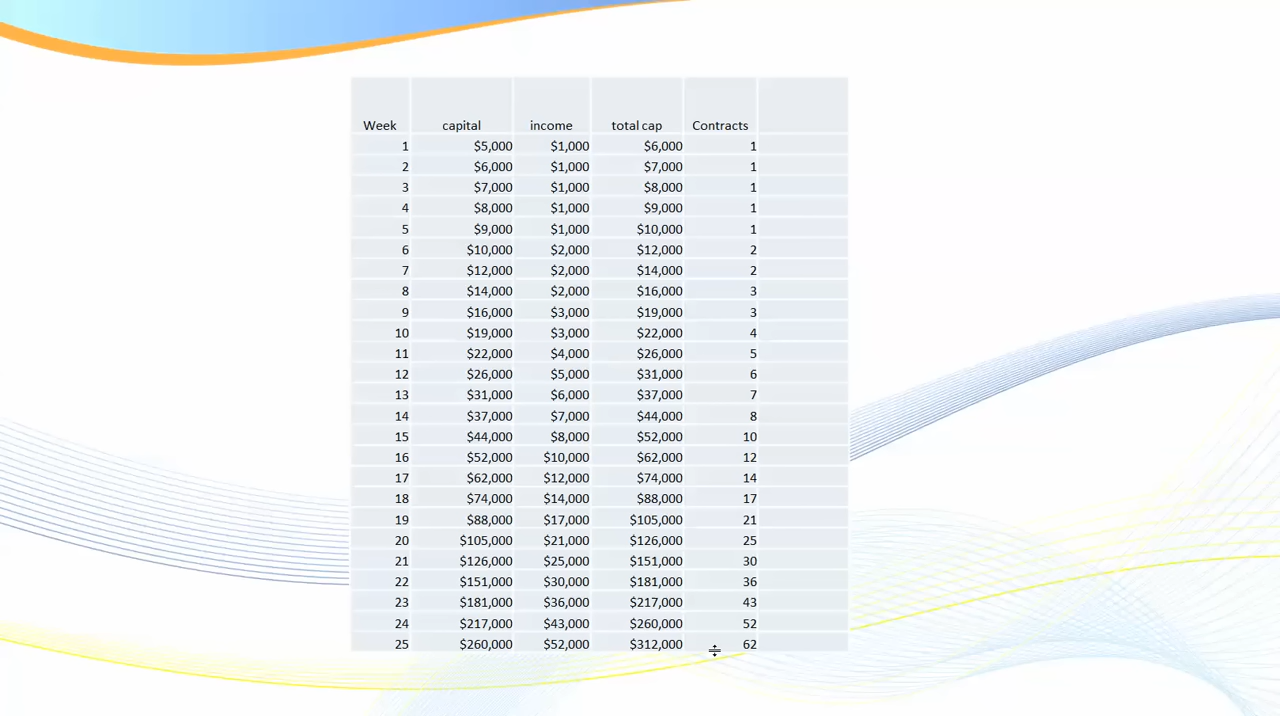 Week capital income total cap Contracts
1 $5,000 $1,000 $6,000 1
2 $6,000 $1,000 $7,000 1
3 $7,000 $1,000 $8,000 1
4 $8,000 $1,000 $9,000 1
5 $9,000 $1,000 $10,000 1
6 $10,000 $2,000 $12,000 2
7 $12,000 $2,000 $14,000 2
8 $14,000 $2,000 $16,000 3
9 $16,000 $3,000 $19,000 3
10 $19,000 $3,000 $22,000 4
11 $22,000 $4,000 $26,000 5
12 $26,000 $5,000 $31,000 6
13 $31,000 $6,000 $37,000 7
14 $37,000 $7,000 $44,000 8
15 $44,000 $8,000 $52,000 10
16 $52,000 $10,000 $62,000 12
17 $62,000 $12,000 $74,000 14
18 $74,000 $14,000 $88,000 17
19 $88,000 $17,000 $105,000 21
20 $105,000 $21,000 $126,000 25
21 $126,000 $25,000 $151,000 30
22 $151,000 $30,000 $181,000 36
23 $181,000 $36,000 $217,000 43
24 $217,000 $43,000 $260,000 52
25 $260,000 $52,000 $312,000 62